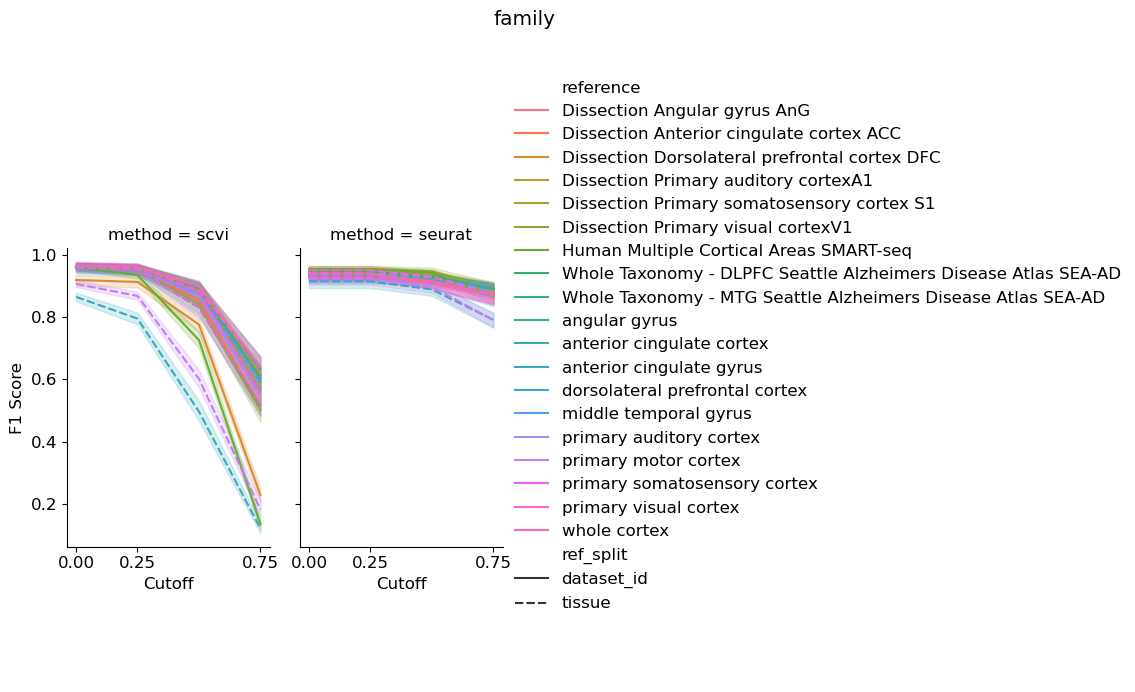 family
method = scvi
method = seurat
F1 Score
1.0
0.8
0.6
0.4
0.2
0.00
0.25
0.75
Cutoff
0.00
0.25
0.75
Cutoff
reference
Dissection Angular gyrus AnG
Dissection Anterior cingulate cortex ACC
Dissection Dorsolateral prefrontal cortex DFC
Dissection Primary auditory cortexA1
Dissection Primary somatosensory cortex S1
Dissection Primary visual cortexV1
Human Multiple Cortical Areas SMART-seq
Whole Taxonomy - DLPFC Seattle Alzheimers Disease Atlas SEA-AD
Whole Taxonomy - MTG Seattle Alzheimers Disease Atlas SEA-AD
angular gyrus
anterior cingulate cortex
anterior cingulate gyrus
dorsolateral prefrontal cortex
middle temporal gyrus
primary auditory cortex
primary motor cortex
primary somatosensory cortex
primary visual cortex
whole cortex
ref_split
dataset_id
tissue